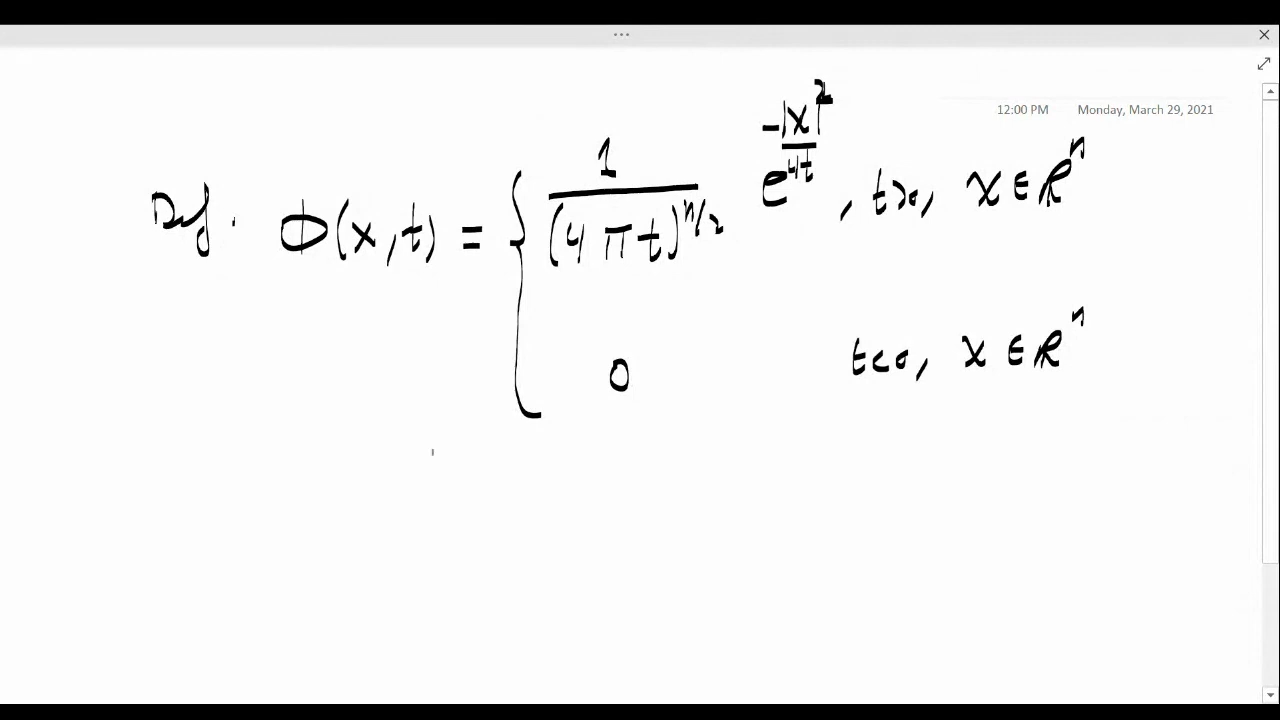 12:00 PM Monday, March 29, 2021
Def. Φ(x,t) = { 1/(4πt)^{n/2} e^{-|x|²/4t}, t>0, x∈ℝⁿ
0 t<0, x∈ℝⁿ